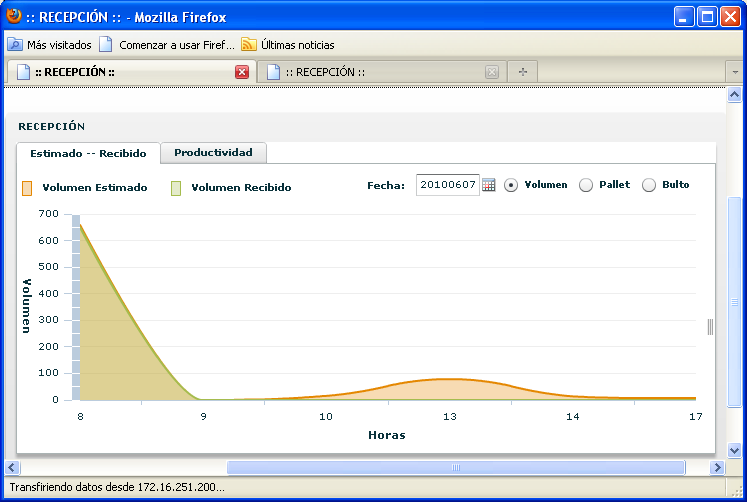 :: RECEPCIÓN :: - Mozilla Firefox
Más visitados Comenzar a usar Firef... Últimas noticias
:: RECEPCIÓN :: :: RECEPCIÓN ::
RECEPCIÓN
Estimado -- Recibido Productividad
Volumen Estimado Volumen Recibido Fecha: 20100607 Volumen Pallet Bulto
700
600
500
400
300
200
100
0
Volumen
8 9 10 13 14 17
Horas
Transfiriendo datos desde 172.16.251.200...